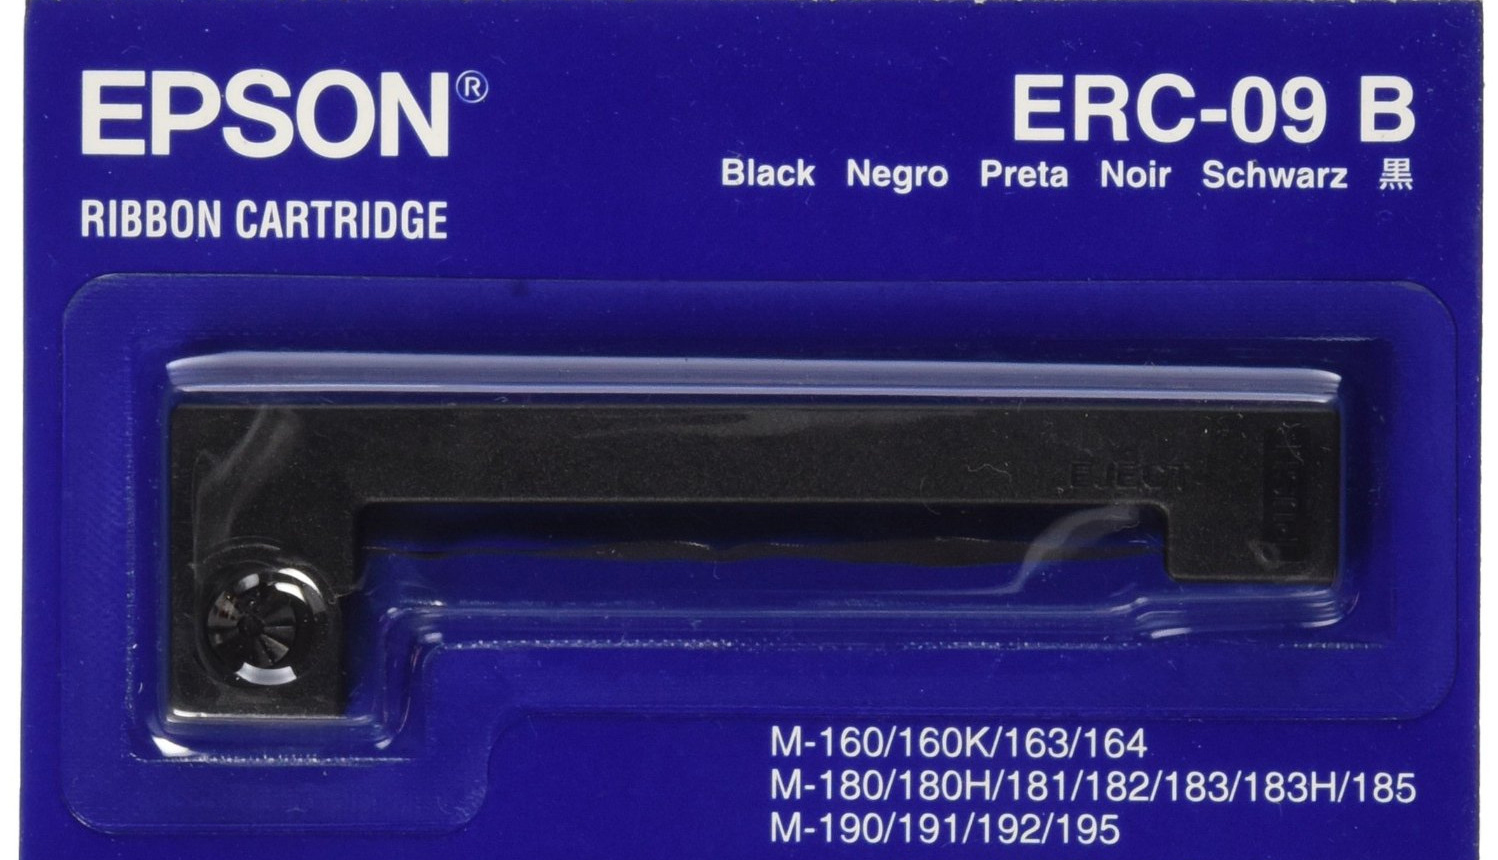 EPSON®
RIBBON CARTRIDGE
ERC-09 B
Black Negro Preta Noir Schwarz 黒
EJECT
M-160/160K/163/164
M-180/180H/181/182/183/183H/185
M-190/191/192/195